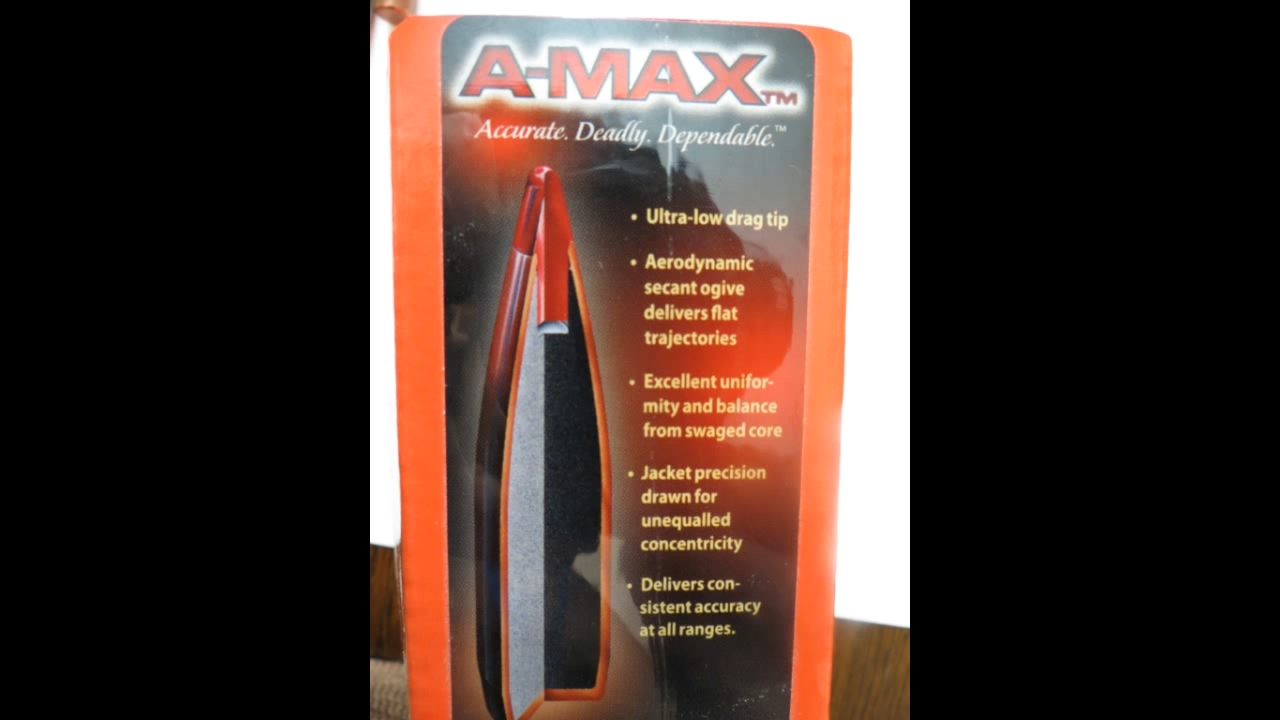 A-MAX™
Accurate. Deadly. Dependable.™
• Ultra-low drag tip
• Aerodynamic
secant ogive
delivers flat
trajectories
• Excellent unifor-
mity and balance
from swaged core
• Jacket precision
drawn for
unequalled
concentricity
• Delivers con-
sistent accuracy
at all ranges.